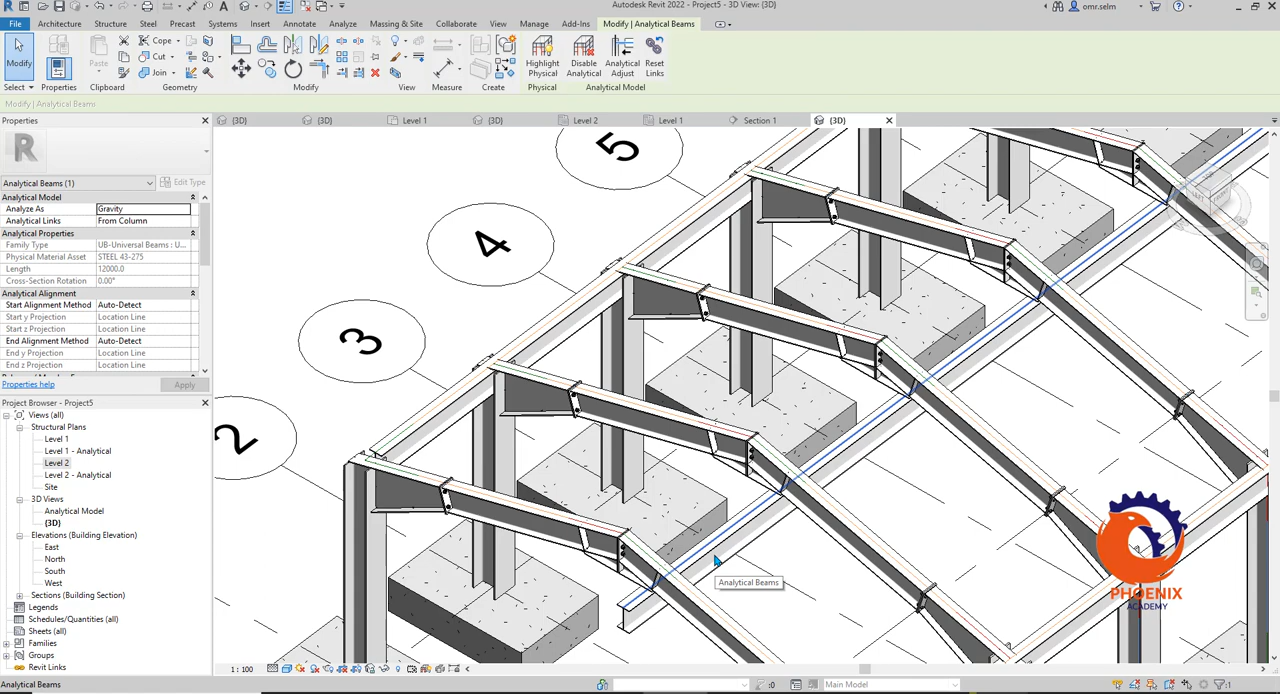 Autodesk Revit 2022 - Project5 - 3D View: {3D}
omr.selm
File Architecture Structure Steel Precast Systems Insert Annotate Analyze Massing & Site Collaborate View Manage Add-Ins Modify | Analytical Beams
Modify Paste Cope Cut Join Highlight Physical Disable Analytical Analytical Adjust Reset Links
Select Properties Clipboard Geometry Modify View Measure Create Physical Analytical Model
Modify | Analytical Beams
Properties
{3D} {3D} Level 1 {3D} Level 2 Level 1 Section 1 {3D}
R
Analytical Beams (1) Edit Type
Analytical Model
Analyze As Gravity
Analytical Links From Column
Analytical Properties
Family Type UB-Universal Beams : U...
Physical Material Asset STEEL 43-275
Length 12000.0
Cross-Section Rotation 0.00°
Analytical Alignment
Start Alignment Method Auto-Detect
Start y Projection Location Line
Start z Projection Location Line
End Alignment Method Auto-Detect
End y Projection Location Line
End z Projection Location Line
Properties help Apply
Project Browser - Project5
Views (all)
Structural Plans
Level 1
Level 1 - Analytical
Level 2
Level 2 - Analytical
Site
3D Views
Analytical Model
{3D}
Elevations (Building Elevation)
East
North
South
West
Sections (Building Section)
Legends
Schedules/Quantities (all)
Sheets (all)
Families
Groups
Revit Links
5
4
3
2
Analytical Beams
PHOENIX
ACADEMY
1 : 100
Analytical Beams
:0
Main Model
:1